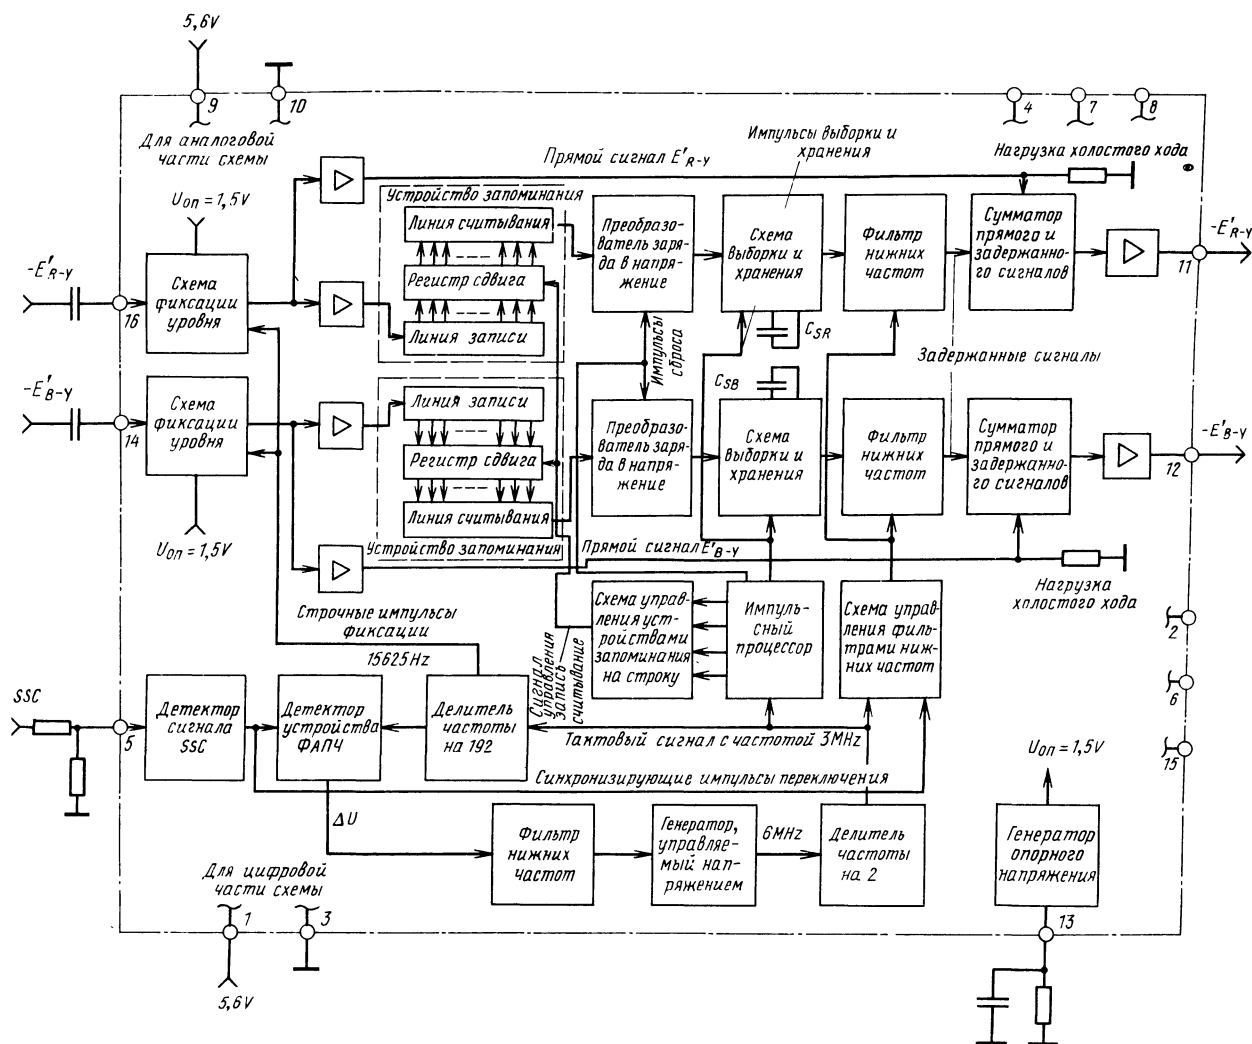 5,6V
9
10
4
7
8
Для аналоговой
части схемы
Импульсы выборки и
хранения
Прямой сигнал E'R-Y
Нагрузка холостого хода
Uоп = 1,5V
Устройство запоминания
Линия считывания
Регистр сдвига
Линия записи
Преобразо-
ватель заря-
да в напря-
жение
Схема
выборки и
хранения
Фильтр
нижних
частот
Сумматор
прямого и
задержан-
ного сигналов
-E'R-Y
11
-E'R-Y
16
Схема
фиксации
уровня
Импульсы
сброса
CSR
Задержанные сигналы
CSB
-E'B-Y
14
Схема
фиксации
уровня
Линия записи
Регистр сдвига
Линия считывания
Устройство запоминания
Преобразо-
ватель заря-
да в напря-
жение
Схема
выборки и
хранения
Фильтр
нижних
частот
Сумматор
прямого и
задержанно-
го сигналов
-E'B-Y
12
Uоп = 1,5V
Прямой сигнал E'B-Y
Нагрузка
холостого хода
Строчные импульсы
фиксации
15625Hz
Сигнал
управления
запись
считывание
Схема управ-
ления уст-
ройствами
запоминания
на строку
Импуль-
сный
процессор
Схема управ-
ления филь-
трами ниж-
них частот
2
6
15
SSC
5
Детектор
сигнала
SSC
Детектор
устройства
ФАПЧ
Делитель
частоты
на 192
Тактовый сигнал с частотой 3MHz
Синхронизирующие импульсы переключения
Uоп = 1,5V
ΔU
Фильтр
нижних
частот
Генератор,
управляе-
мый нап-
ряжением
6MHz
Делитель
частоты
на 2
Генератор
опорного
напряжения
Для цифровой
части схемы
1
3
13
5,6V